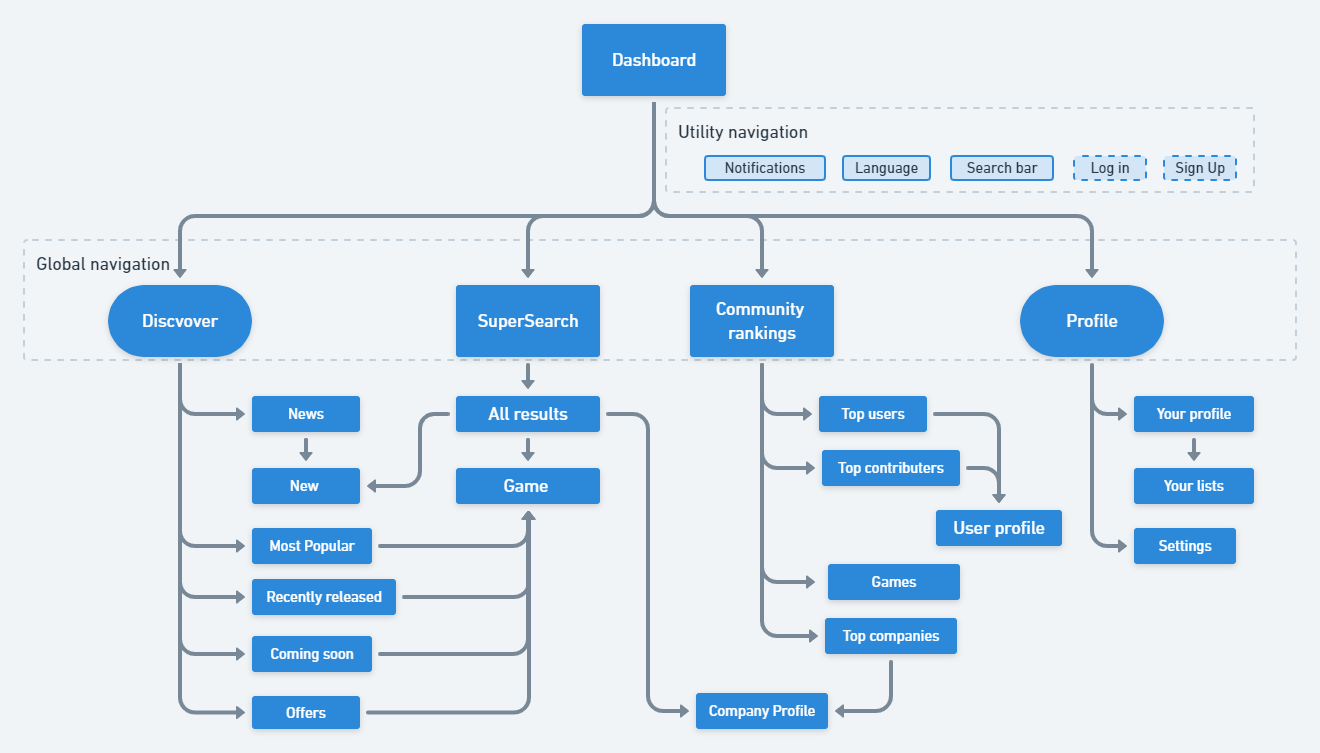 Dashboard
Utility navigation
Notifications
Language
Search bar
Log in
Sign Up
Global navigation
Discvover
SuperSearch
Community
rankings
Profile
News
All results
Top users
Your profile
New
Game
Top contributers
Your lists
User profile
Most Popular
Settings
Recently released
Games
Coming soon
Top companies
Offers
Company Profile